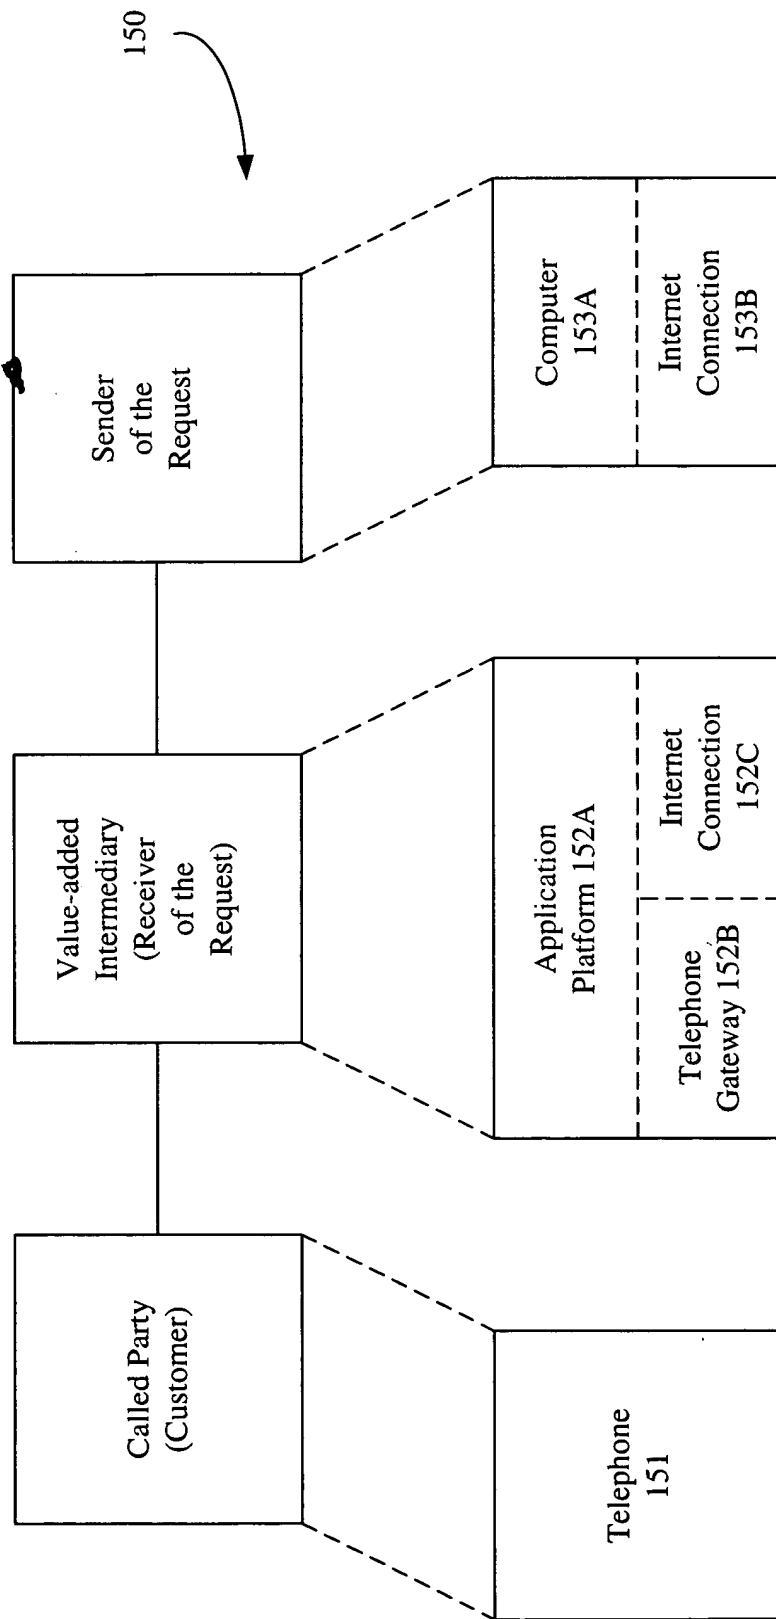 150
Called Party
(Customer)
Value-added
Intermediary
(Receiver
of the
Request)
Sender
of the
Request
Telephone
151
Application
Platform 152A
Telephone
Gateway 152B
Internet
Connection
152C
Computer
153A
Internet
Connection
153B